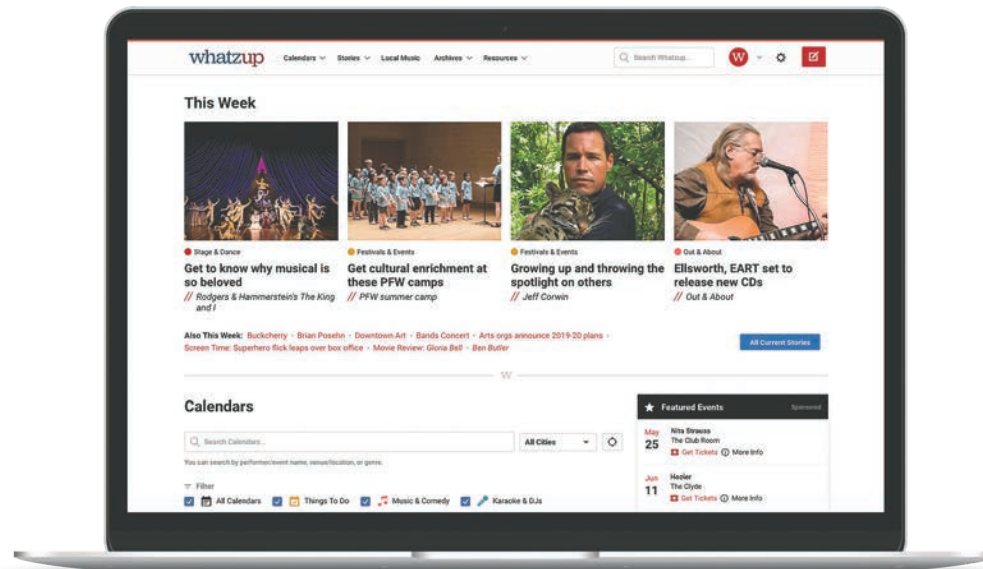 whatzup Calendars Stories Local Music Archives Resources Search Whatzup... W
This Week
Stage & Dance
Get to know why musical is
so beloved
// Rodgers & Hammerstein's The King
and I
Festivals & Events
Get cultural enrichment at
these PFW camps
// PFW summer camp
Festivals & Events
Growing up and throwing the
spotlight on others
// Jeff Corwin
Out & About
Ellsworth, EART set to
release new CDs
// Out & About
Also This Week: Buckcherry - Brian Posehn - Downtown Art - Bands Concert - Arts orgs announce 2019-20 plans -
Screen Time: Superhero flick leaps over box office - Movie Review: Gloria Bell - Ben Butler
All Current Stories
W
Calendars
Search Calendars...
All Cities
You can search by performer/event name, venue/location, or genre.
Filter
All Calendars Things To Do Music & Comedy Karaoke & DJs
Featured Events Sponsored
May
25
Nita Strauss
The Club Room
Get Tickets More Info
Jun
11
Hozier
The Clyde
Get Tickets More Info